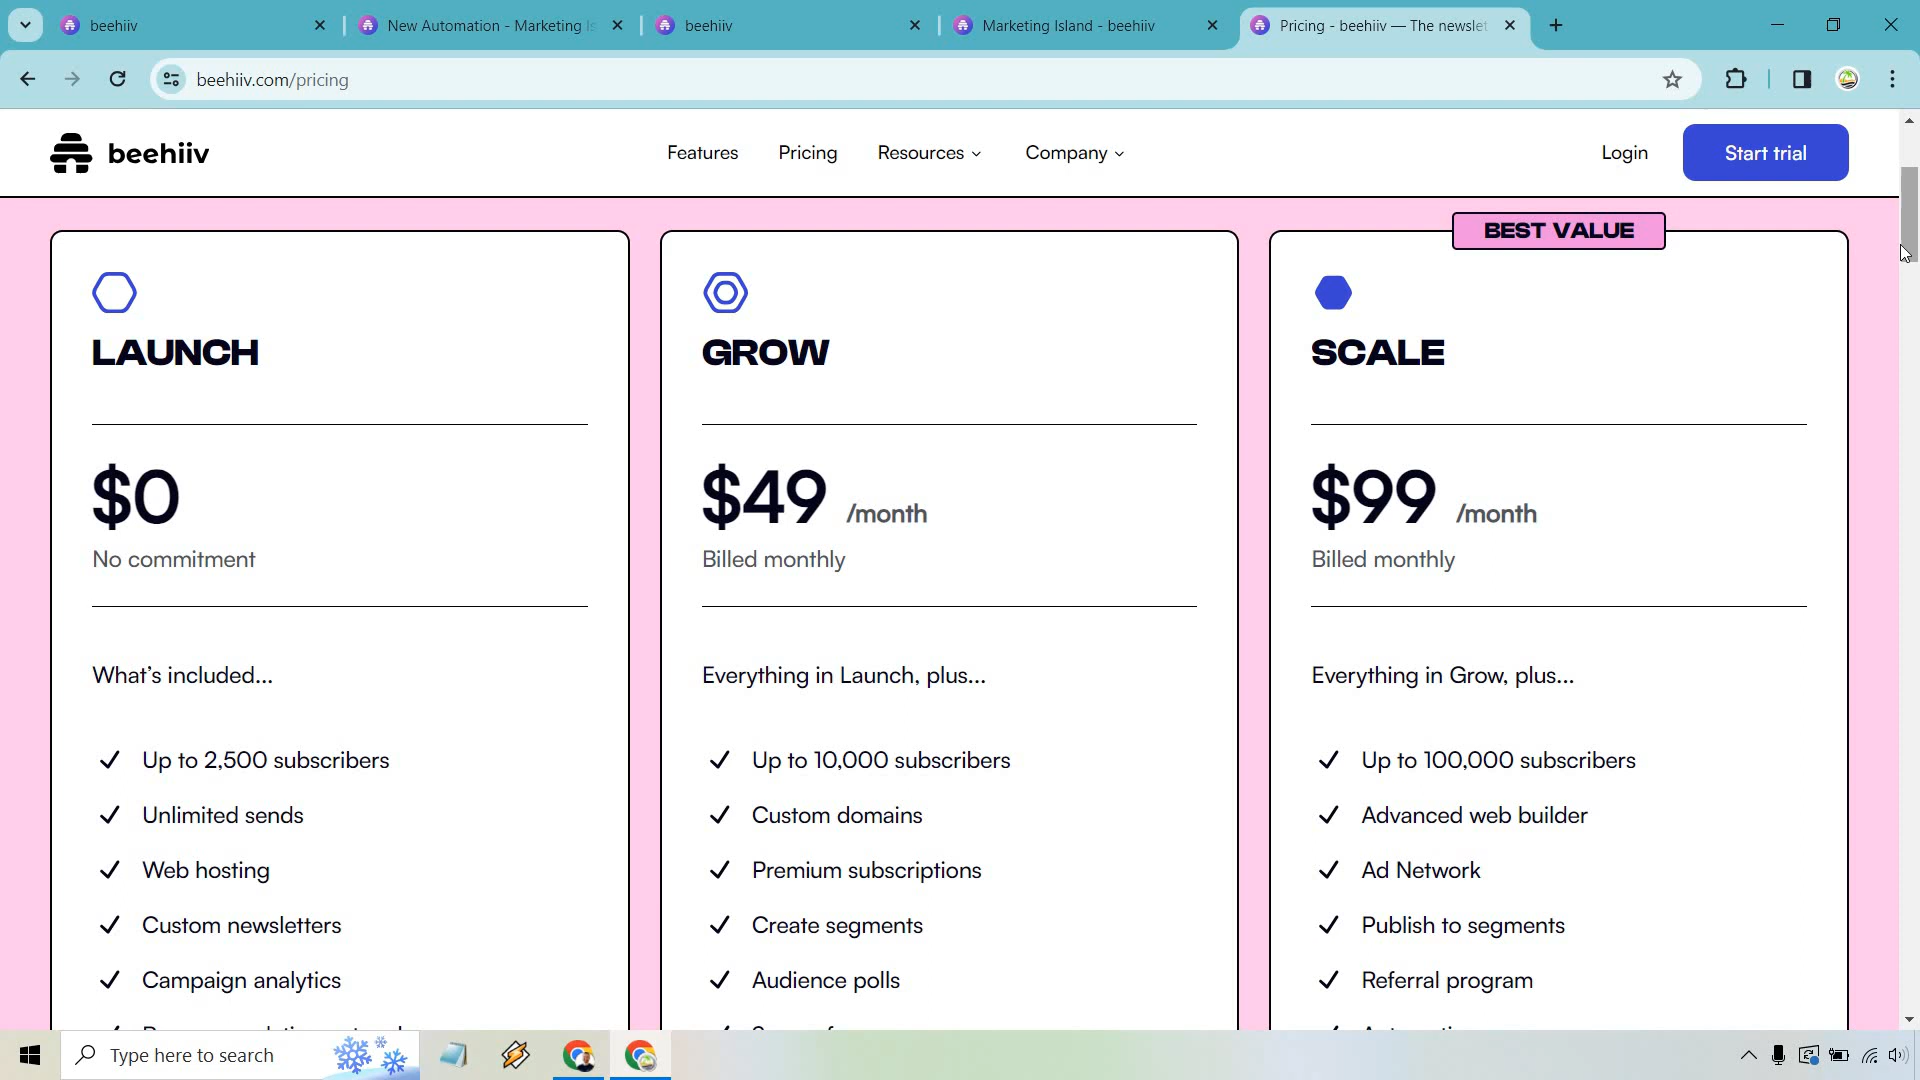 beehiiv
New Automation - Marketing Is
beehiiv
Marketing Island - beehiiv
Pricing - beehiiv — The newslet
beehiiv.com/pricing
beehiiv
Features
Pricing
Resources
Company
Login
Start trial
BEST VALUE
LAUNCH
$0
No commitment
What's included...
Up to 2,500 subscribers
Unlimited sends
Web hosting
Custom newsletters
Campaign analytics
GROW
$49 /month
Billed monthly
Everything in Launch, plus...
Up to 10,000 subscribers
Custom domains
Premium subscriptions
Create segments
Audience polls
SCALE
$99 /month
Billed monthly
Everything in Grow, plus...
Up to 100,000 subscribers
Advanced web builder
Ad Network
Publish to segments
Referral program
Type here to search